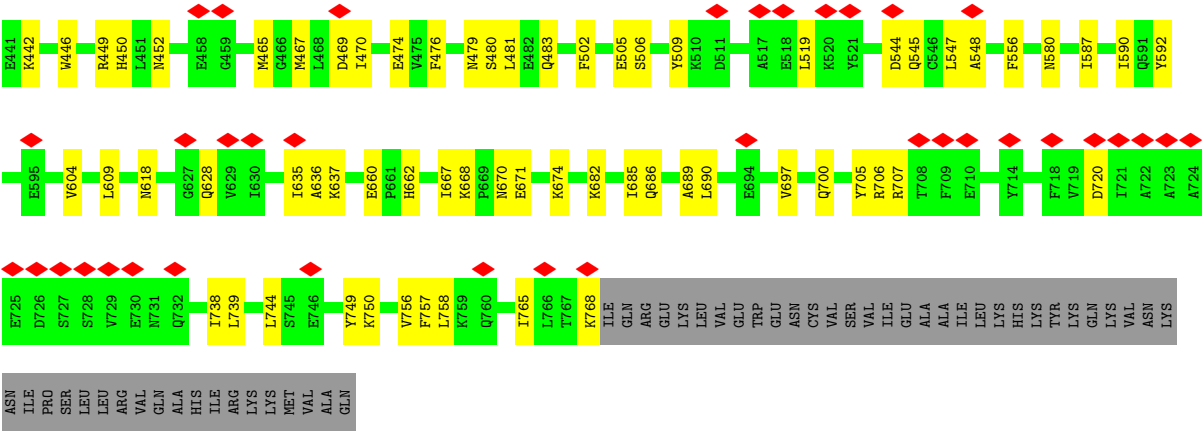 E441 K442 W446 R449 H450 L451 N452 E458 G459 M465 G466 M467 L468 D469 I470 E474 V475 F476 N479 S480 L481 E482 Q483 F502 E505 S506 Y509 K510 D511 A517 E518 L519 K520 Y521 D544 Q545 C546 L547 A548 F556 N580 I587 I590 Q591 Y592
E595 V604 L609 N618 G627 Q628 V629 I630 I635 A636 K637 E660 P661 H662 I667 K668 P669 N670 E671 K674 K682 I685 Q686 A689 L690 E694 V697 Q700 Y705 R706 R707 T708 F709 E710 Y714 F718 V719 D720 I721 A722 A723 A724
E725 D726 S727 S728 V729 E730 N731 Q732 I738 L739 L744 S745 E746 Y749 K750 V756 F757 L758 K759 Q760 I765 L766 T767 K768 ILE GLN ARG GLU LYS LEU VAL GLU TRP GLU ASN CYS VAL SER VAL ILE GLU ALA ALA ILE LEU LYS HIS LYS TYR LYS GLN LYS VAL ASN LYS
ASN ILE PRO SER LEU LEU ARG VAL GLN ALA HIS ILE ARG LYS LYS MET VAL ALA GLN